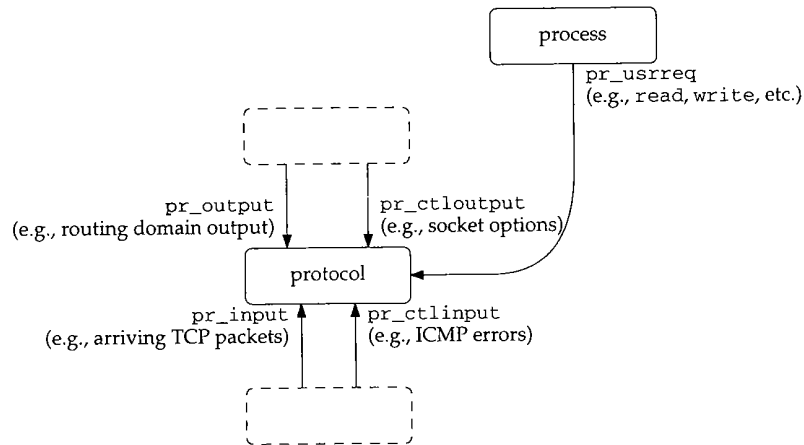 process
pr_usrreq
(e.g., read, write, etc.)
pr_output
(e.g., routing domain output)
pr_ctloutput
(e.g., socket options)
protocol
pr_input
(e.g., arriving TCP packets)
pr_ctlinput
(e.g., ICMP errors)